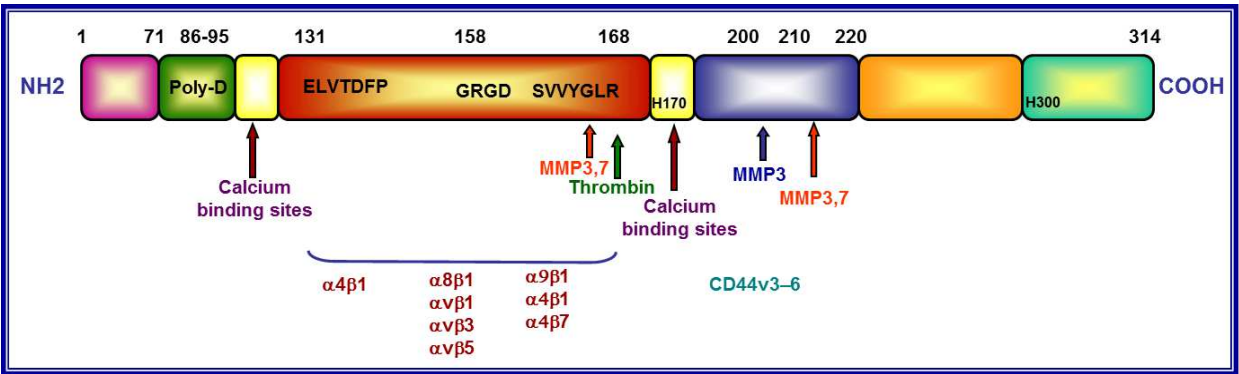 1 71 86-95 131 158 168 200 210 220 314
NH2 Poly-D ELVTDFP GRGD SVVYGLR H170 H300 COOH
MMP3,7
Thrombin
MMP3
MMP3,7
Calcium
binding sites
Calcium
binding sites
α4β1
α8β1
αvβ1
αvβ3
αvβ5
α9β1
α4β1
α4β7
CD44v3–6